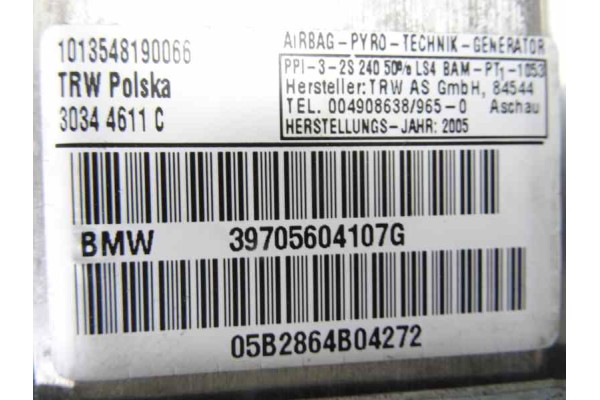 1013548190066
TRW Polska
3034 4611 C
AIRBAG-PYRO-TECHNIK-GENERATOR
PPI-3-2S 240 50%s LS4 BAM-PT1-1053
Hersteller: TRW AS GmbH, 84544
TEL. 004908638/965-0 Aschau
HERSTELLUNGS-JAHR: 2005
BMW 39705604107G
05B2864B04272